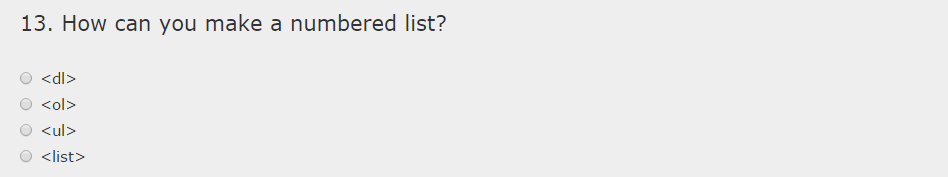 13. How can you make a numbered list?
<dl>
<ol>
<ul>
<list>